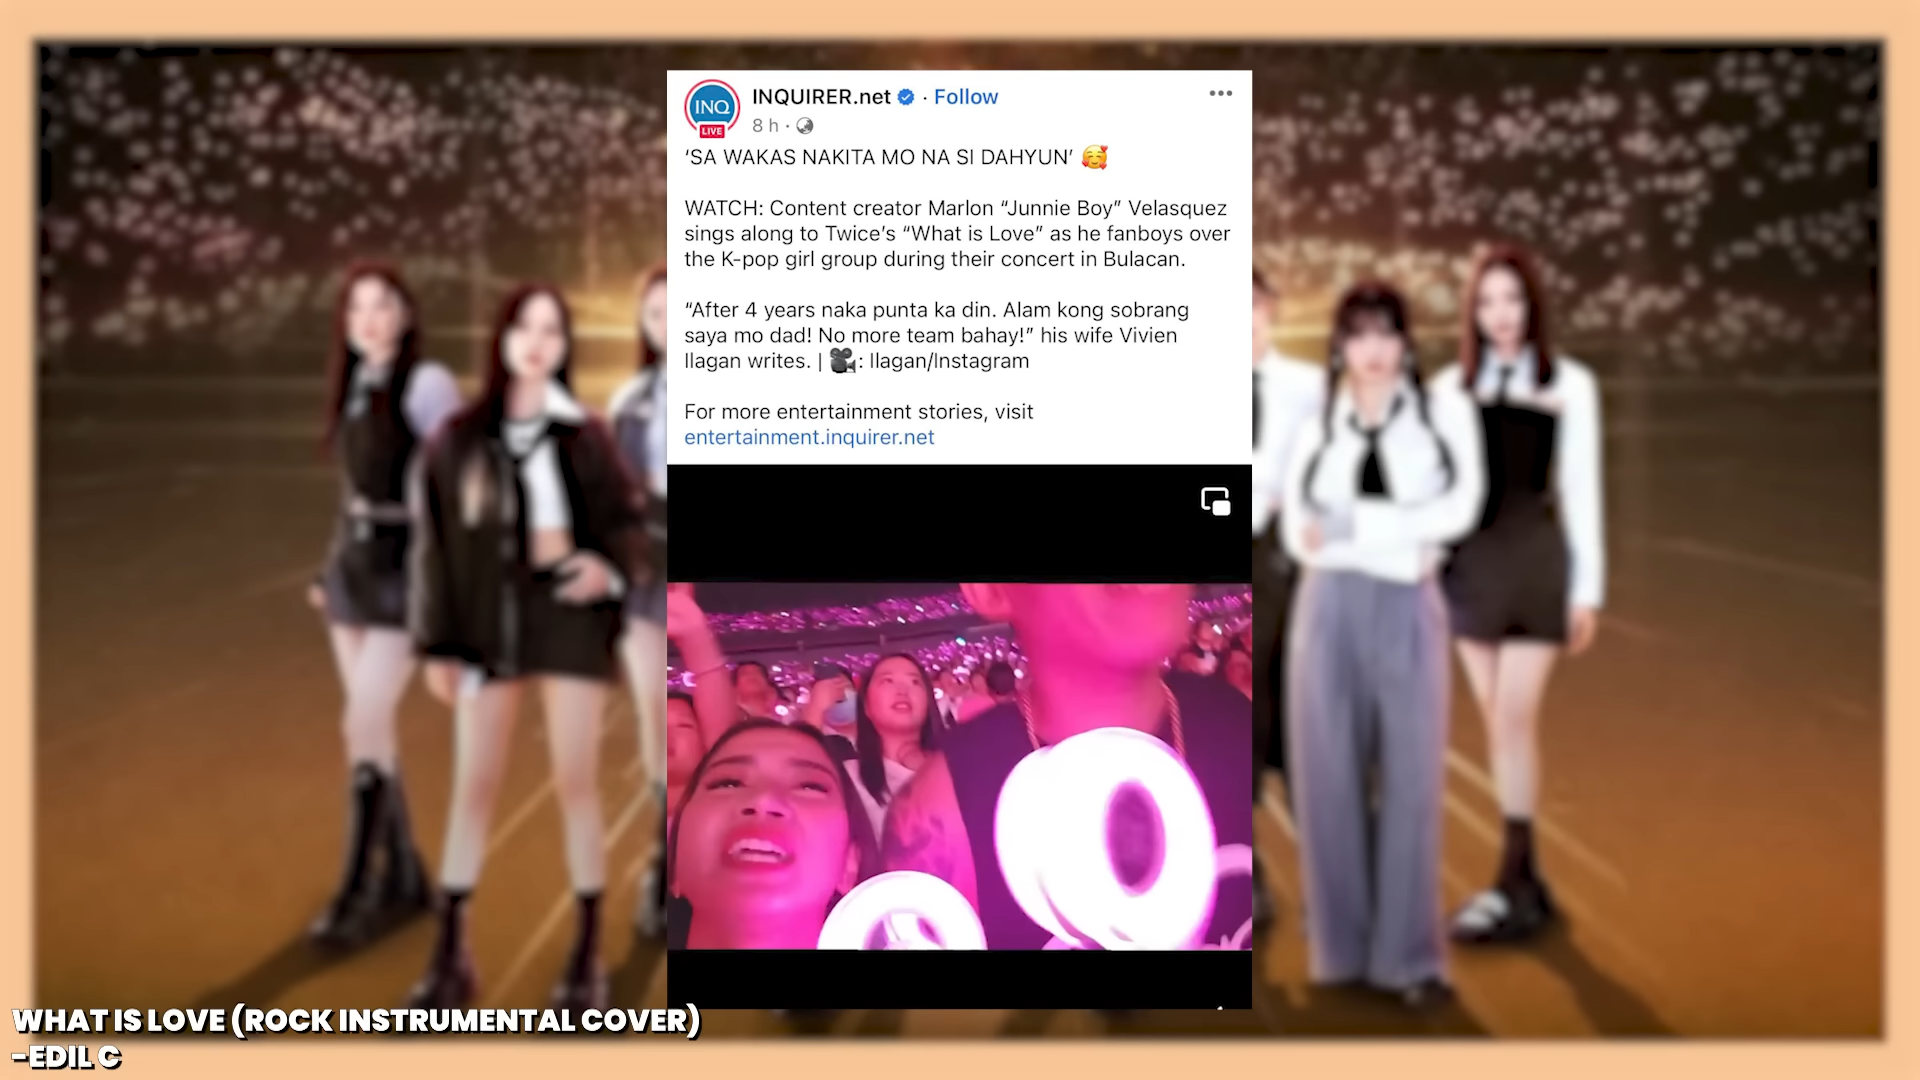 INQ
LIVE
INQUIRER.net · Follow
8 h ·
‘SA WAKAS NAKITA MO NA SI DAHYUN’ 🥰
WATCH: Content creator Marlon “Junnie Boy” Velasquez
sings along to Twice’s “What is Love” as he fanboys over
the K-pop girl group during their concert in Bulacan.
“After 4 years naka punta ka din. Alam kong sobrang
saya mo dad! No more team bahay!” his wife Vivien
Ilagan writes. | 🎥: Ilagan/Instagram
For more entertainment stories, visit
entertainment.inquirer.net
WHAT IS LOVE (ROCK INSTRUMENTAL COVER)
-EDIL C